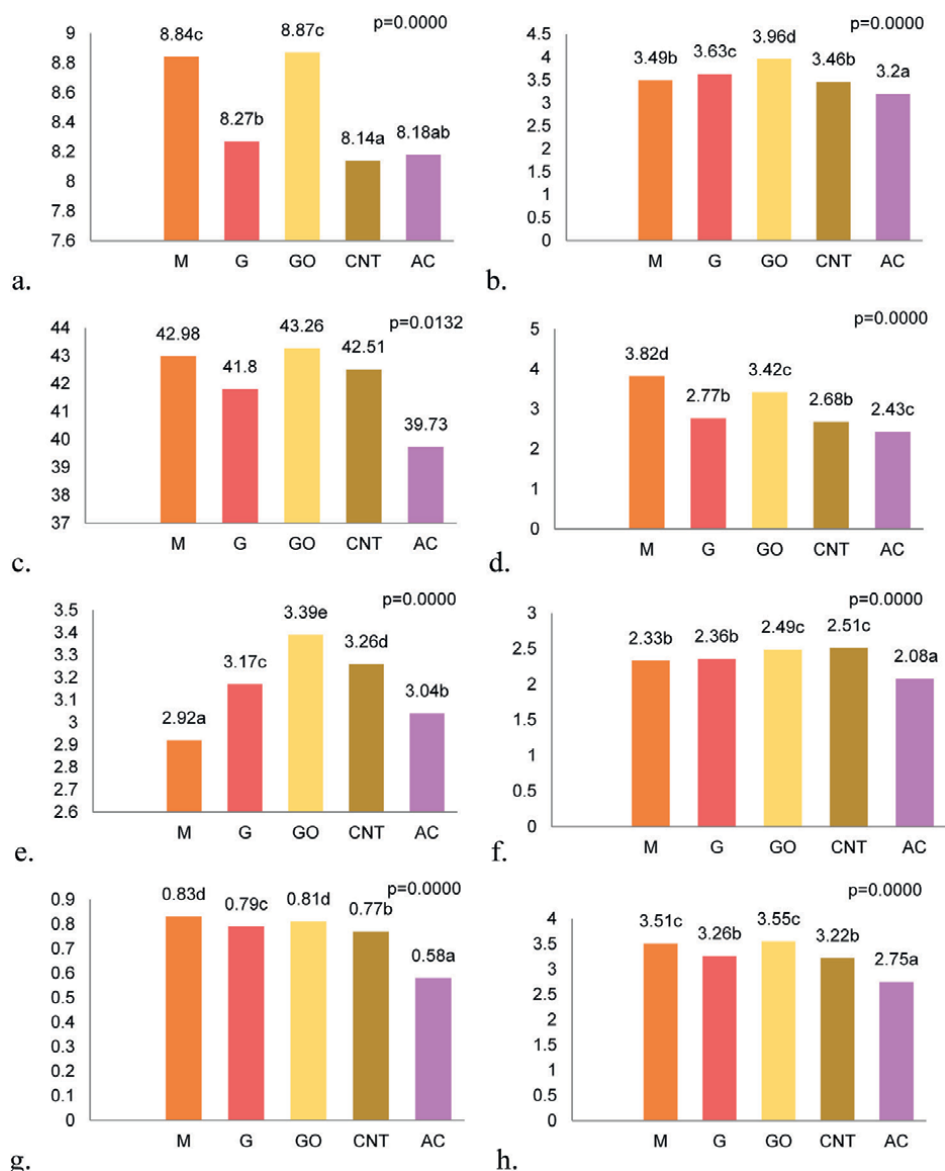 p=0.0000
9
8.8
8.6
8.4
8.2
8
7.8
7.6
8.84c
8.27b
8.87c
8.14a
8.18ab
M G GO CNT AC
a.
p=0.0000
4.5
4
3.5
3
2.5
2
1.5
1
0.5
0
3.49b
3.63c
3.96d
3.46b
3.2a
M G GO CNT AC
b.
p=0.0132
44
43
42
41
40
39
38
37
42.98
41.8
43.26
42.51
39.73
M G GO CNT AC
c.
p=0.0000
5
4
3
2
1
0
3.82d
2.77b
3.42c
2.68b
2.43c
M G GO CNT AC
d.
p=0.0000
3.5
3.4
3.3
3.2
3.1
3
2.9
2.8
2.7
2.6
2.92a
3.17c
3.39e
3.26d
3.04b
M G GO CNT AC
e.
p=0.0000
3
2.5
2
1.5
1
0.5
0
2.33b
2.36b
2.49c
2.51c
2.08a
M G GO CNT AC
f.
p=0.0000
0.9
0.8
0.7
0.6
0.5
0.4
0.3
0.2
0.1
0
0.83d
0.79c
0.81d
0.77b
0.58a
M G GO CNT AC
g.
p=0.0000
4
3.5
3
2.5
2
1.5
1
0.5
0
3.51c
3.26b
3.55c
3.22b
2.75a
M G GO CNT AC
h.